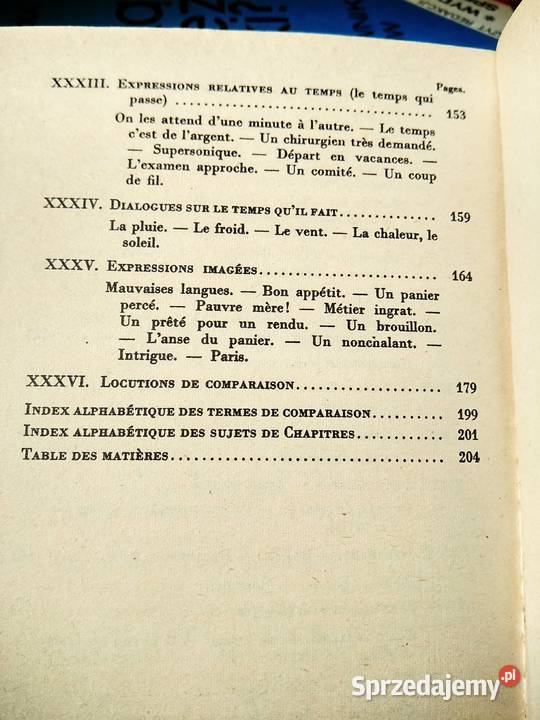 Pages.
XXXIII. EXPRESSIONS RELATIVES AU TEMPS (le temps qui
passe) .................................... 153
On les attend d'une minute à l'autre. — Le temps
c'est de l'argent. — Un chirurgien très demandé.
— Supersonique. — Départ en vacances. —
L'examen approche. — Un comité. — Un coup
de fil.
XXXIV. DIALOGUES SUR LE TEMPS QU'IL FAIT............... 159
La pluie. — Le froid. — Le vent. — La chaleur, le
soleil.
XXXV. EXPRESSIONS IMAGÉES........................... 164
Mauvaises langues. — Bon appétit. — Un panier
percé. — Pauvre mère! — Métier ingrat. —
Un prêté pour un rendu. — Un brouillon.
— L'anse du panier. — Un nonchalant. —
Intrigue. — Paris.
XXXVI. LOCUTIONS DE COMPARAISON..................... 179
INDEX ALPHABÉTIQUE DES TERMES DE COMPARAISON............ 199
INDEX ALPHABÉTIQUE DES SUJETS DE CHAPITRES.............. 201
TABLE DES MATIÈRES...................................... 204
Sprzedajemy.pl